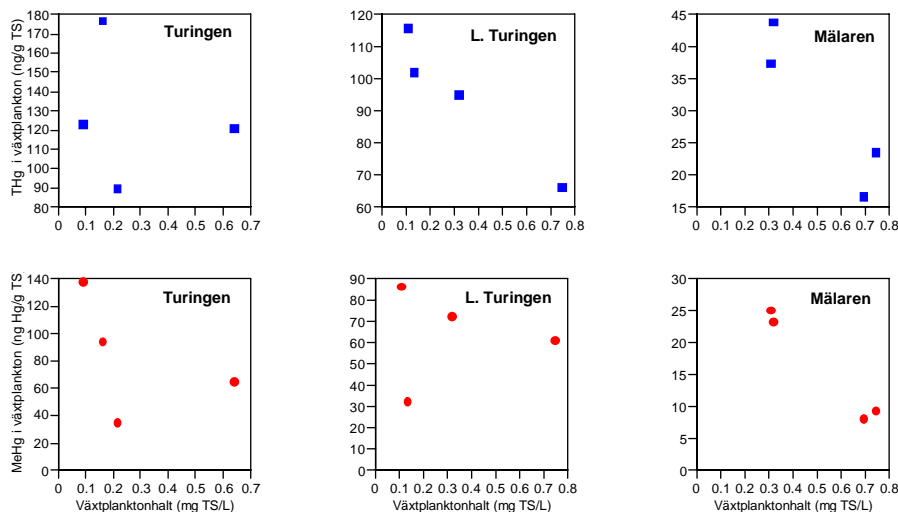 THg i växtplankton (ng/g TS)
180
170
160
150
140
130
120
110
100
90
80
0 0.1 0.2 0.3 0.4 0.5 0.6 0.7
Turingen
120
110
100
90
80
70
60
0 0.1 0.2 0.3 0.4 0.5 0.6 0.7 0.8
L. Turingen
45
40
35
30
25
20
15
0 0.1 0.2 0.3 0.4 0.5 0.6 0.7 0.8
Mälaren
MeHg i växtplankton (ng Hg/g TS
140
120
100
80
60
40
20
0
0 0.1 0.2 0.3 0.4 0.5 0.6 0.7
Växtplanktonhalt (mg TS/L)
Turingen
90
80
70
60
50
40
30
20
10
0
0 0.1 0.2 0.3 0.4 0.5 0.6 0.7 0.8
Växtplanktonhalt (mg TS/L)
L. Turingen
30
25
20
15
10
5
0
0 0.1 0.2 0.3 0.4 0.5 0.6 0.7 0.8
Växtplanktonhalt (mg TS/L)
Mälaren